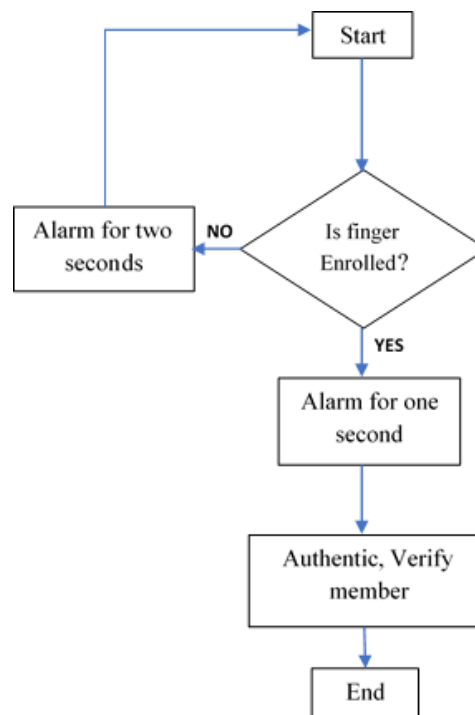 Start
Is finger
Enrolled?
NO
Alarm for two
seconds
YES
Alarm for one
second
Authentic, Verify
member
End